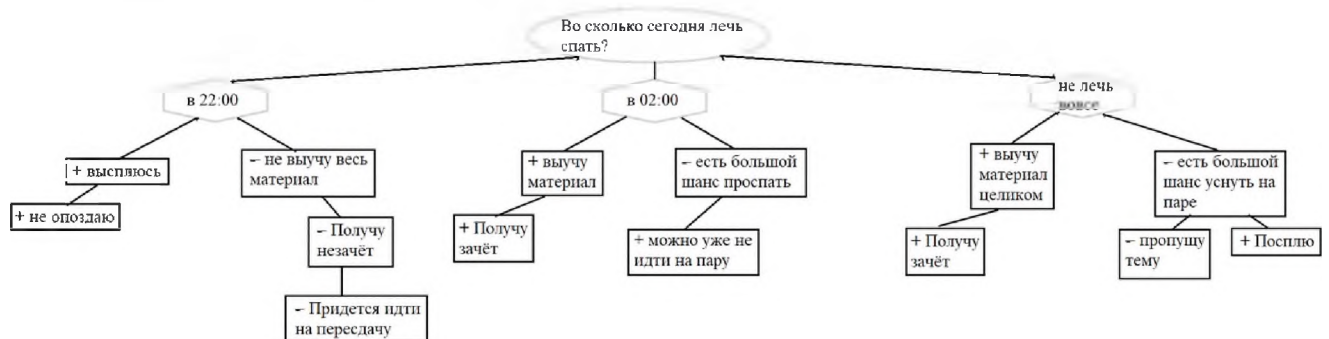 Во сколько сегодня лечь
спать?
в 22:00
в 02:00
не лечь
вовсе
+ высплюсь
– не выучу весь
материал
+ выучу
материал
– есть большой
шанс проспать
+ выучу
материал
целиком
– есть большой
шанс уснуть на
паре
+ не опоздаю
– Получу
незачёт
+ Получу
зачёт
+ можно уже не
идти на пару
+ Получу
зачёт
– пропущу
тему
+ Посплю
– Придется идти
на пересдачу